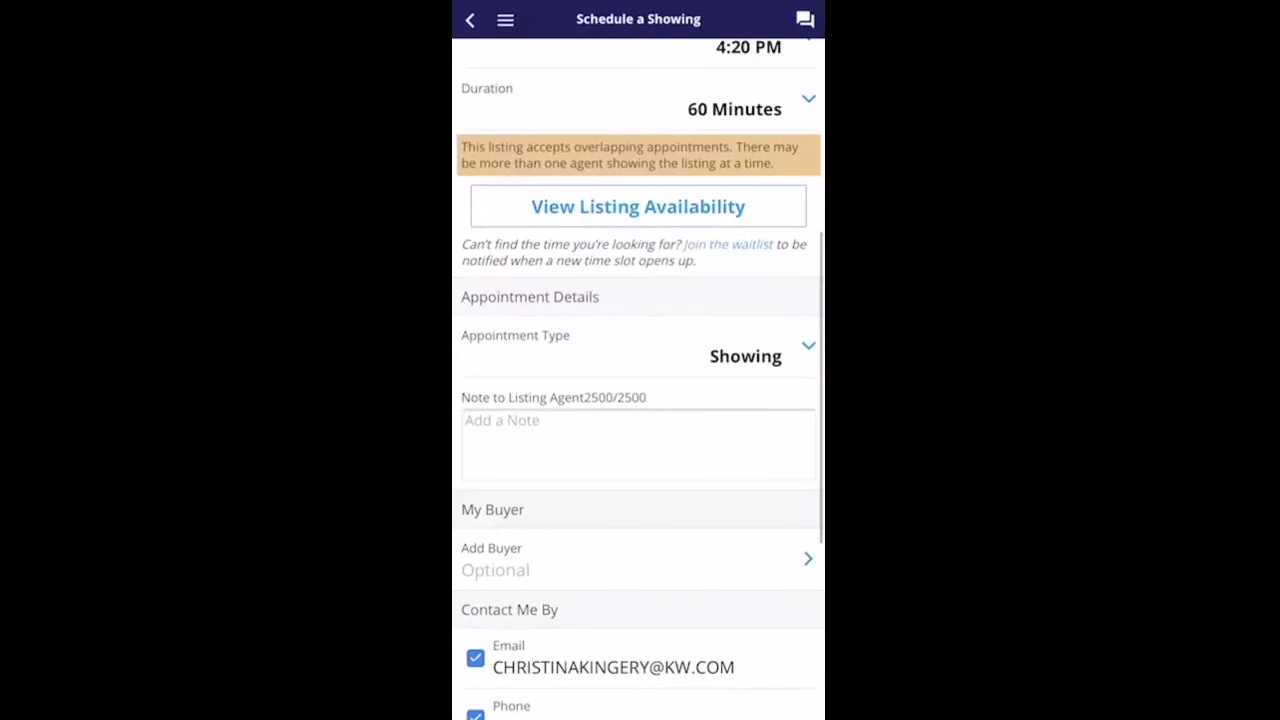 Schedule a Showing
4:20 PM
Duration
60 Minutes
This listing accepts overlapping appointments. There may
be more than one agent showing the listing at a time.
View Listing Availability
Can't find the time you're looking for? Join the waitlist to be
notified when a new time slot opens up.
Appointment Details
Appointment Type
Showing
Note to Listing Agent2500/2500
Add a Note
My Buyer
Add Buyer
Optional
Contact Me By
Email
CHRISTINAKINGERY@KW.COM
Phone